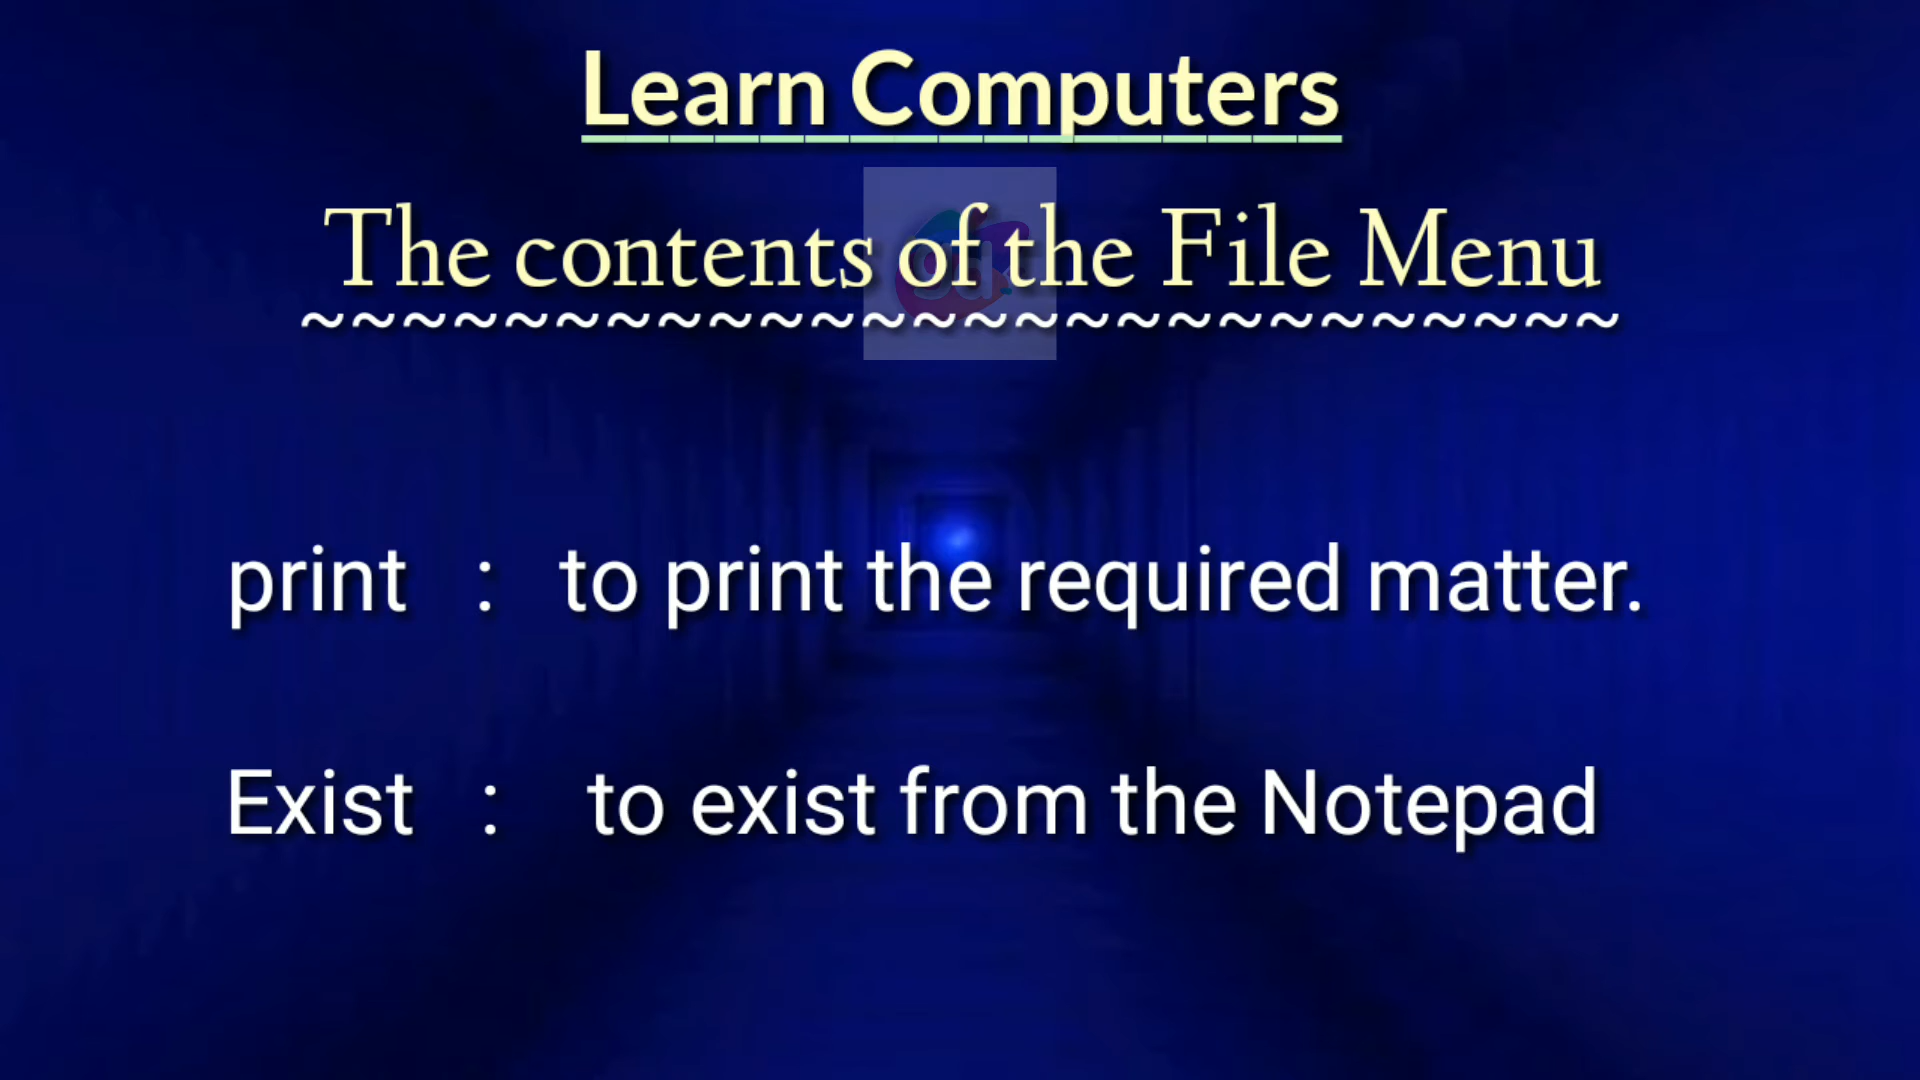 Learn Computers
The contents of the File Menu
~~~~~~~~~~~~~~~~~~~~~~~~~~
print : to print the required matter.
Exist : to exist from the Notepad